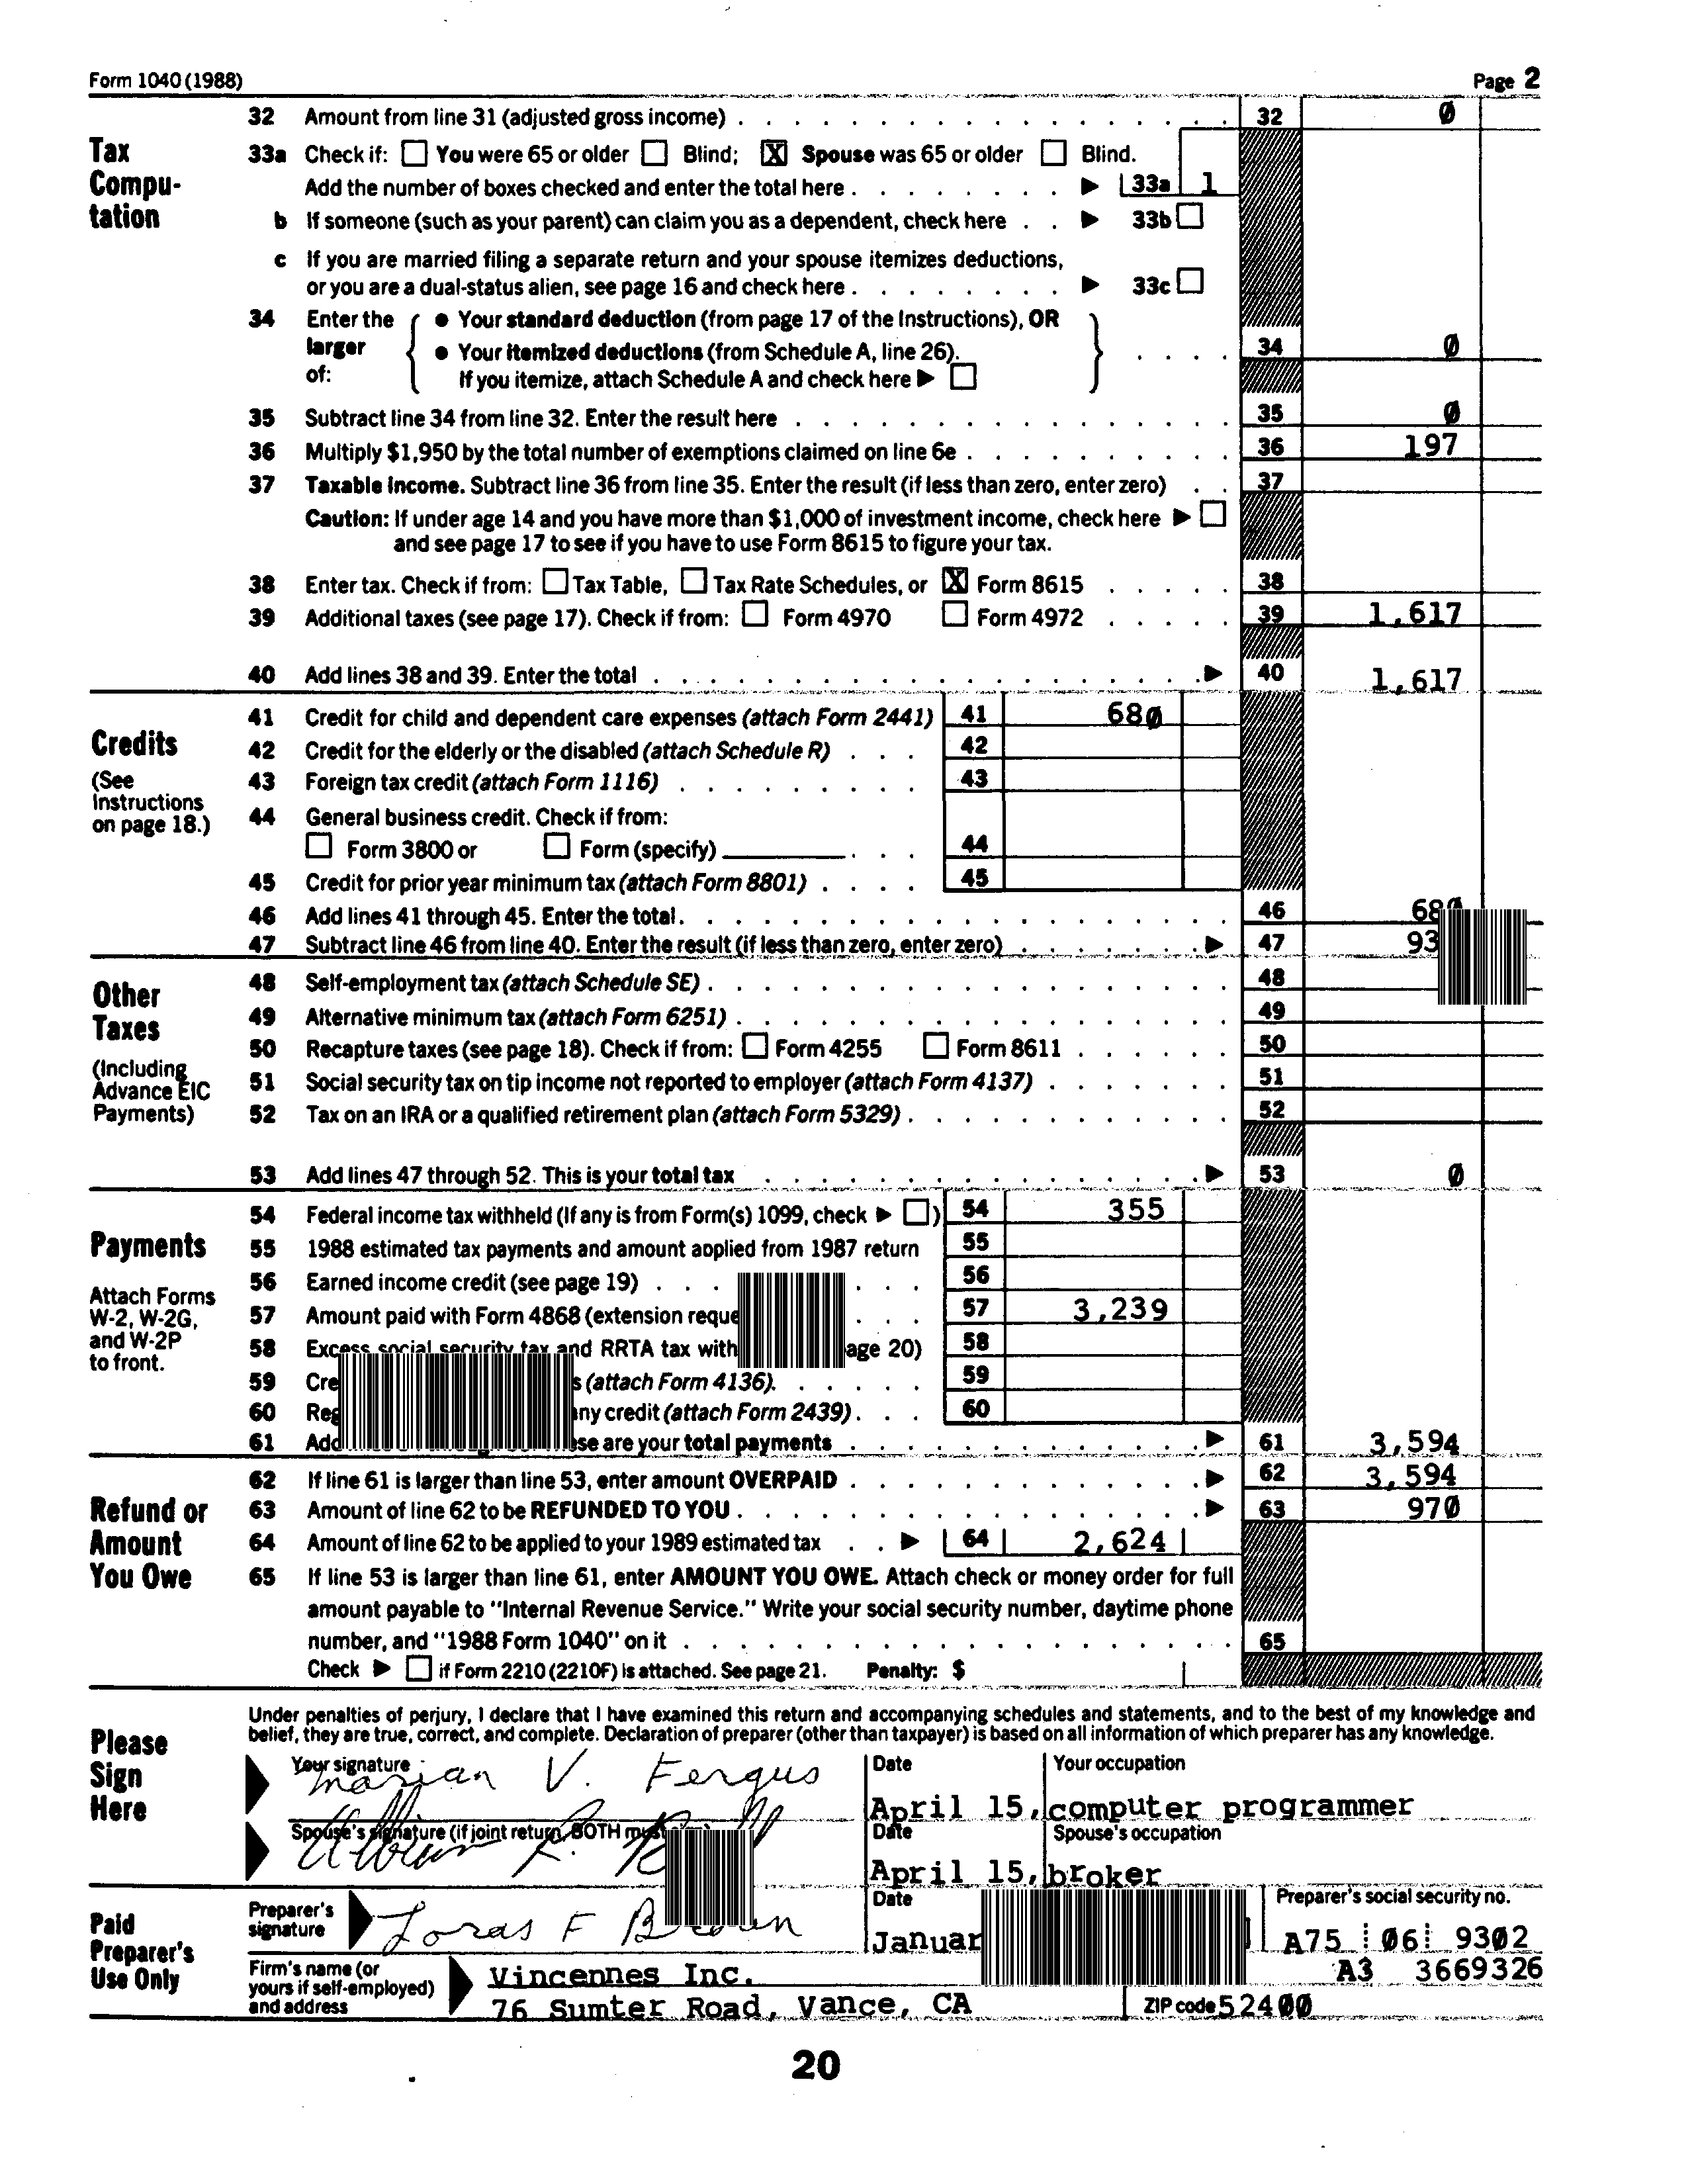 Form 1040 (1988) Page 2
Tax Computation
32 Amount from line 31 (adjusted gross income) 32 0
33a Check if: You were 65 or older Blind; X Spouse was 65 or older Blind.
Add the number of boxes checked and enter the total here 33a 1
b If someone (such as your parent) can claim you as a dependent, check here 33b
c If you are married filing a separate return and your spouse itemizes deductions,
or you are a dual-status alien, see page 16 and check here 33c
34 Enter the larger of: • Your standard deduction (from page 17 of the Instructions), OR
• Your itemized deductions (from Schedule A, line 26). 34 0
If you itemize, attach Schedule A and check here
35 Subtract line 34 from line 32. Enter the result here 35 0
36 Multiply $1,950 by the total number of exemptions claimed on line 6e 36 197
37 Taxable income. Subtract line 36 from line 35. Enter the result (if less than zero, enter zero) 37
Caution: If under age 14 and you have more than $1,000 of investment income, check here
and see page 17 to see if you have to use Form 8615 to figure your tax.
38 Enter tax. Check if from: Tax Table, Tax Rate Schedules, or X Form 8615 38
39 Additional taxes (see page 17). Check if from: Form 4970 Form 4972 39 1,617
40 Add lines 38 and 39. Enter the total 40 1,617
Credits
(See Instructions on page 18.)
41 Credit for child and dependent care expenses (attach Form 2441) 41 680
42 Credit for the elderly or the disabled (attach Schedule R) 42
43 Foreign tax credit (attach Form 1116) 43
44 General business credit. Check if from:
Form 3800 or Form (specify) 44
45 Credit for prior year minimum tax (attach Form 8801) 45
46 Add lines 41 through 45. Enter the total. 46 680
47 Subtract line 46 from line 40. Enter the result (if less than zero, enter zero) 47 93
Other Taxes
(Including Advance EIC Payments)
48 Self-employment tax (attach Schedule SE) 48
49 Alternative minimum tax (attach Form 6251) 49
50 Recapture taxes (see page 18). Check if from: Form 4255 Form 8611 50
51 Social security tax on tip income not reported to employer (attach Form 4137) 51
52 Tax on an IRA or a qualified retirement plan (attach Form 5329) 52
53 Add lines 47 through 52. This is your total tax 53 0
Payments
Attach Forms W-2, W-2G, and W-2P to front.
54 Federal income tax withheld (If any is from Form(s) 1099, check ) 54 355
55 1988 estimated tax payments and amount applied from 1987 return 55
56 Earned income credit (see page 19) 56
57 Amount paid with Form 4868 (extension reque 57 3,239
58 Excess social security tax and RRTA tax with age 20) 58
59 Cre s (attach Form 4136). 59
60 Reg ny credit (attach Form 2439) 60
61 Add se are your total payments 61 3,594
Refund or Amount You Owe
62 If line 61 is larger than line 53, enter amount OVERPAID 62 3,594
63 Amount of line 62 to be REFUNDED TO YOU 63 970
64 Amount of line 62 to be applied to your 1989 estimated tax 64 2,624
65 If line 53 is larger than line 61, enter AMOUNT YOU OWE. Attach check or money order for full
amount payable to "Internal Revenue Service." Write your social security number, daytime phone
number, and "1988 Form 1040" on it 65
Check if Form 2210 (2210F) is attached. See page 21. Penalty: $
Please Sign Here
Under penalties of perjury, I declare that I have examined this return and accompanying schedules and statements, and to the best of my knowledge and
belief, they are true, correct, and complete. Declaration of preparer (other than taxpayer) is based on all information of which preparer has any knowledge.
Your signature Date Your occupation
Marian V. Fergus April 15, computer programmer
Spouse's signature (if joint return, BOTH must Date Spouse's occupation
April 15, broker
Paid Preparer's Use Only
Preparer's signature Loras F Brown Date Januar Preparer's social security no.
A75 06 9302
Firm's name (or yours if self-employed) and address Vincennes Inc. A3 3669326
76 Sumter Road, Vance, CA ZIP code 52400
20